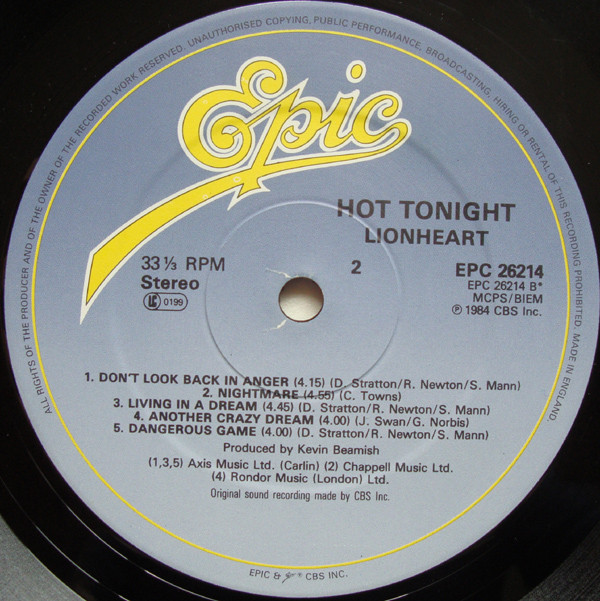 ALL RIGHTS OF THE PRODUCER AND OF THE OWNER OF THE RECORDED WORK RESERVED. UNAUTHORISED COPYING, PUBLIC PERFORMANCE, BROADCASTING, HIRING OR RENTAL OF THIS RECORDING PROHIBITED. MADE IN ENGLAND.
Epic
HOT TONIGHT
LIONHEART
33 ⅓ RPM
Stereo
LC 0199
2
EPC 26214
EPC 26214 B*
MCPS/BIEM
℗ 1984 CBS Inc.
1. DON'T LOOK BACK IN ANGER (4.15) (D. Stratton/R. Newton/S. Mann)
2. NIGHTMARE (4.55) (C. Towns)
3. LIVING IN A DREAM (4.45) (D. Stratton/R. Newton/S. Mann)
4. ANOTHER CRAZY DREAM (4.00) (J. Swan/G. Norbis)
5. DANGEROUS GAME (4.00) (D. Stratton/R. Newton/S. Mann)
Produced by Kevin Beamish
(1,3,5) Axis Music Ltd. (Carlin) (2) Chappell Music Ltd.
(4) Rondor Music (London) Ltd.
Original sound recording made by CBS Inc.
EPIC & * CBS INC.